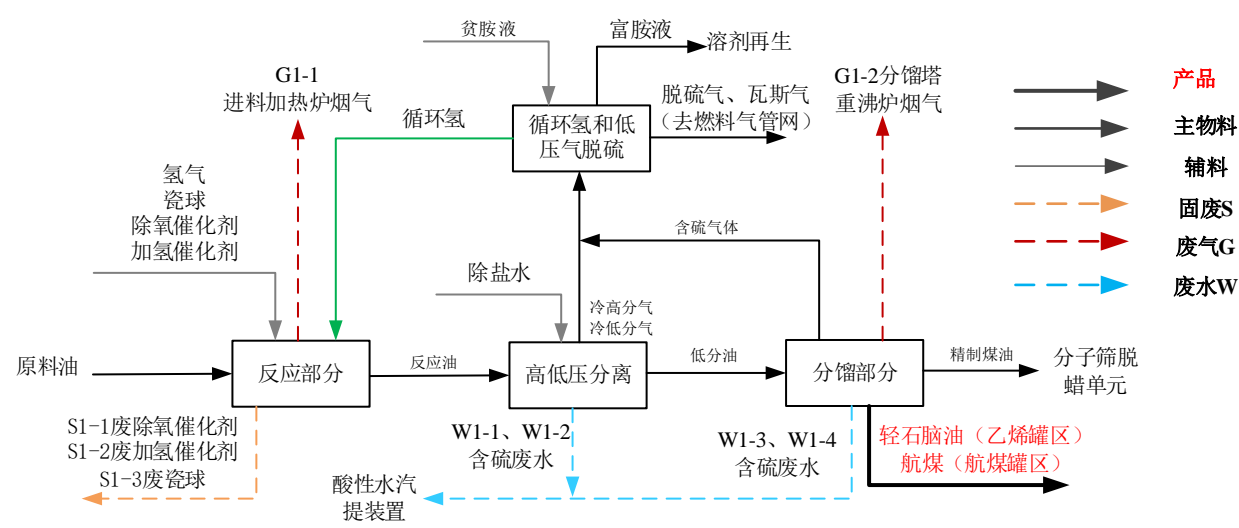 贫胺液
富胺液
溶剂再生
G1-1
进料加热炉烟气
G1-2分馏塔
重沸炉烟气
产品
脱硫气、瓦斯气
（去燃料气管网）
循环氢
循环氢和低
压气脱硫
主物料
辅料
氢气
瓷球
除氧催化剂
加氢催化剂
固废S
含硫气体
废气G
除盐水
废水W
冷高分气
冷低分气
原料油
反应部分
反应油
高低压分离
低分油
分馏部分
精制煤油
分子筛脱
蜡单元
S1-1废除氧催化剂
S1-2废加氢催化剂
S1-3废瓷球
W1-1、W1-2
含硫废水
W1-3、W1-4
含硫废水
轻石脑油（乙烯罐区）
航煤（航煤罐区）
酸性水汽
提装置